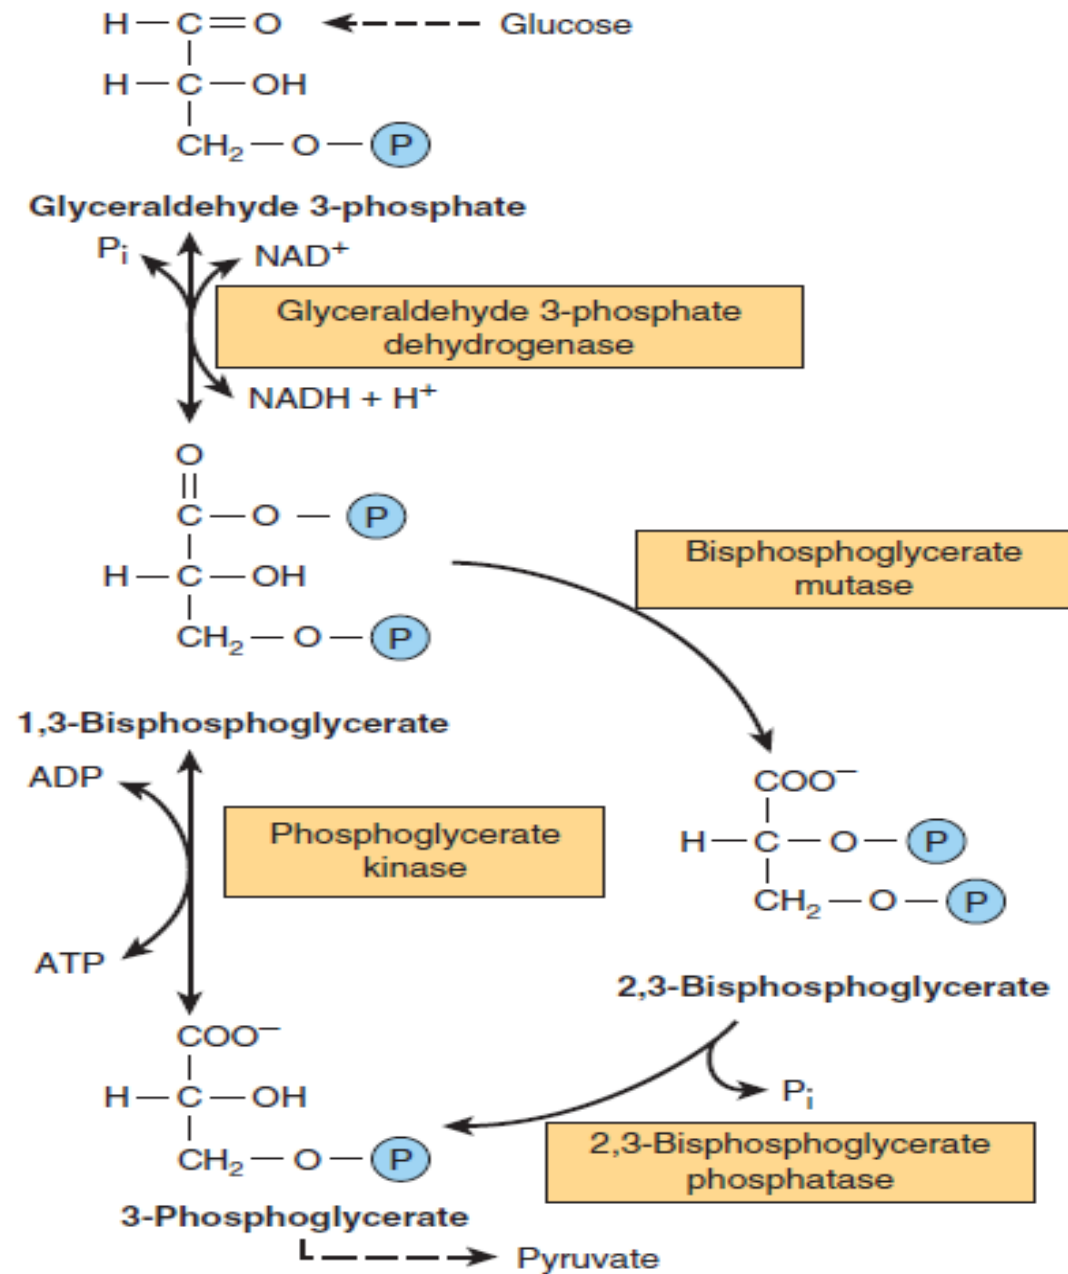 H—C=O Glucose
H—C—OH
CH₂—O—P
Glyceraldehyde 3-phosphate
Pᵢ NAD⁺
Glyceraldehyde 3-phosphate
dehydrogenase
NADH + H⁺
O
C—O—P
H—C—OH
CH₂—O—P
Bisphosphoglycerate
mutase
1,3-Bisphosphoglycerate
ADP
Phosphoglycerate
kinase
ATP
COO⁻
H—C—O—P
CH₂—O—P
2,3-Bisphosphoglycerate
COO⁻
H—C—OH
CH₂—O—P
Pᵢ
2,3-Bisphosphoglycerate
phosphatase
3-Phosphoglycerate
Pyruvate